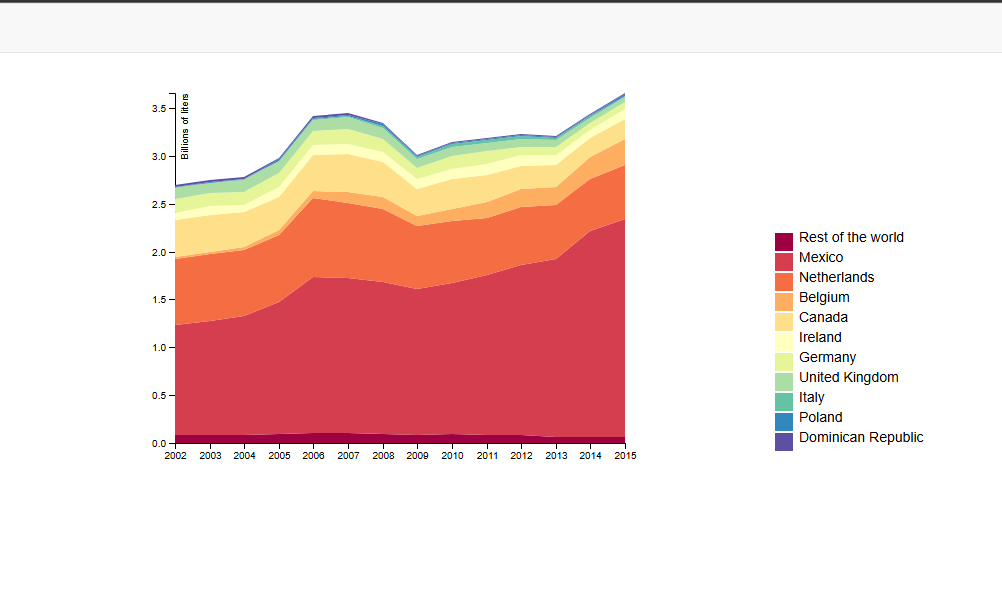 Billions of liters
3.5
3.0
2.5
2.0
1.5
1.0
0.5
0.0
2002 2003 2004 2005 2006 2007 2008 2009 2010 2011 2012 2013 2014 2015
Rest of the world
Mexico
Netherlands
Belgium
Canada
Ireland
Germany
United Kingdom
Italy
Poland
Dominican Republic